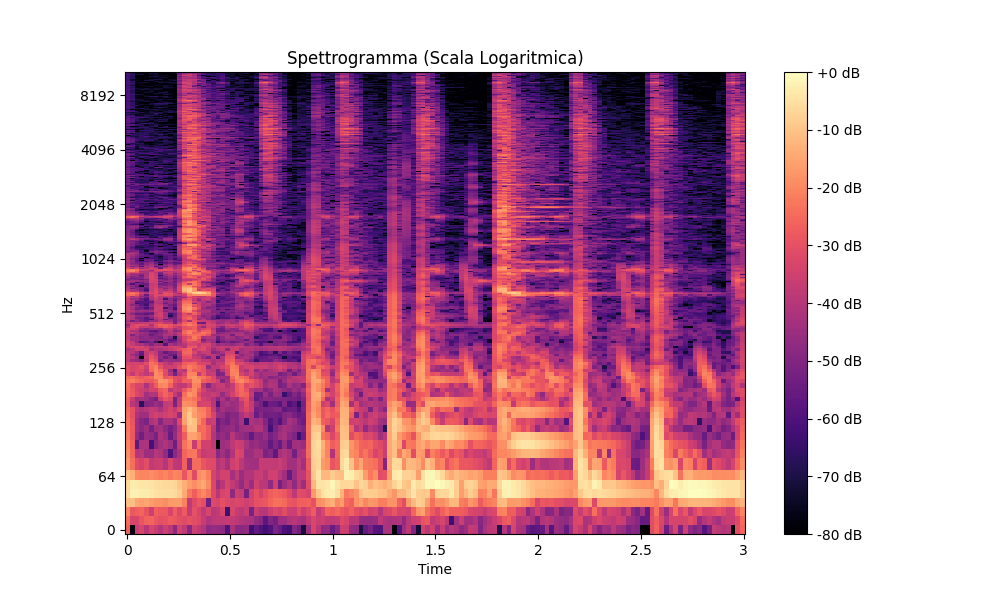 Spettrogramma (Scala Logaritmica)
Hz
8192
4096
2048
1024
512
256
128
64
0
0 0.5 1 1.5 2 2.5 3
Time
+0 dB
-10 dB
-20 dB
-30 dB
-40 dB
-50 dB
-60 dB
-70 dB
-80 dB